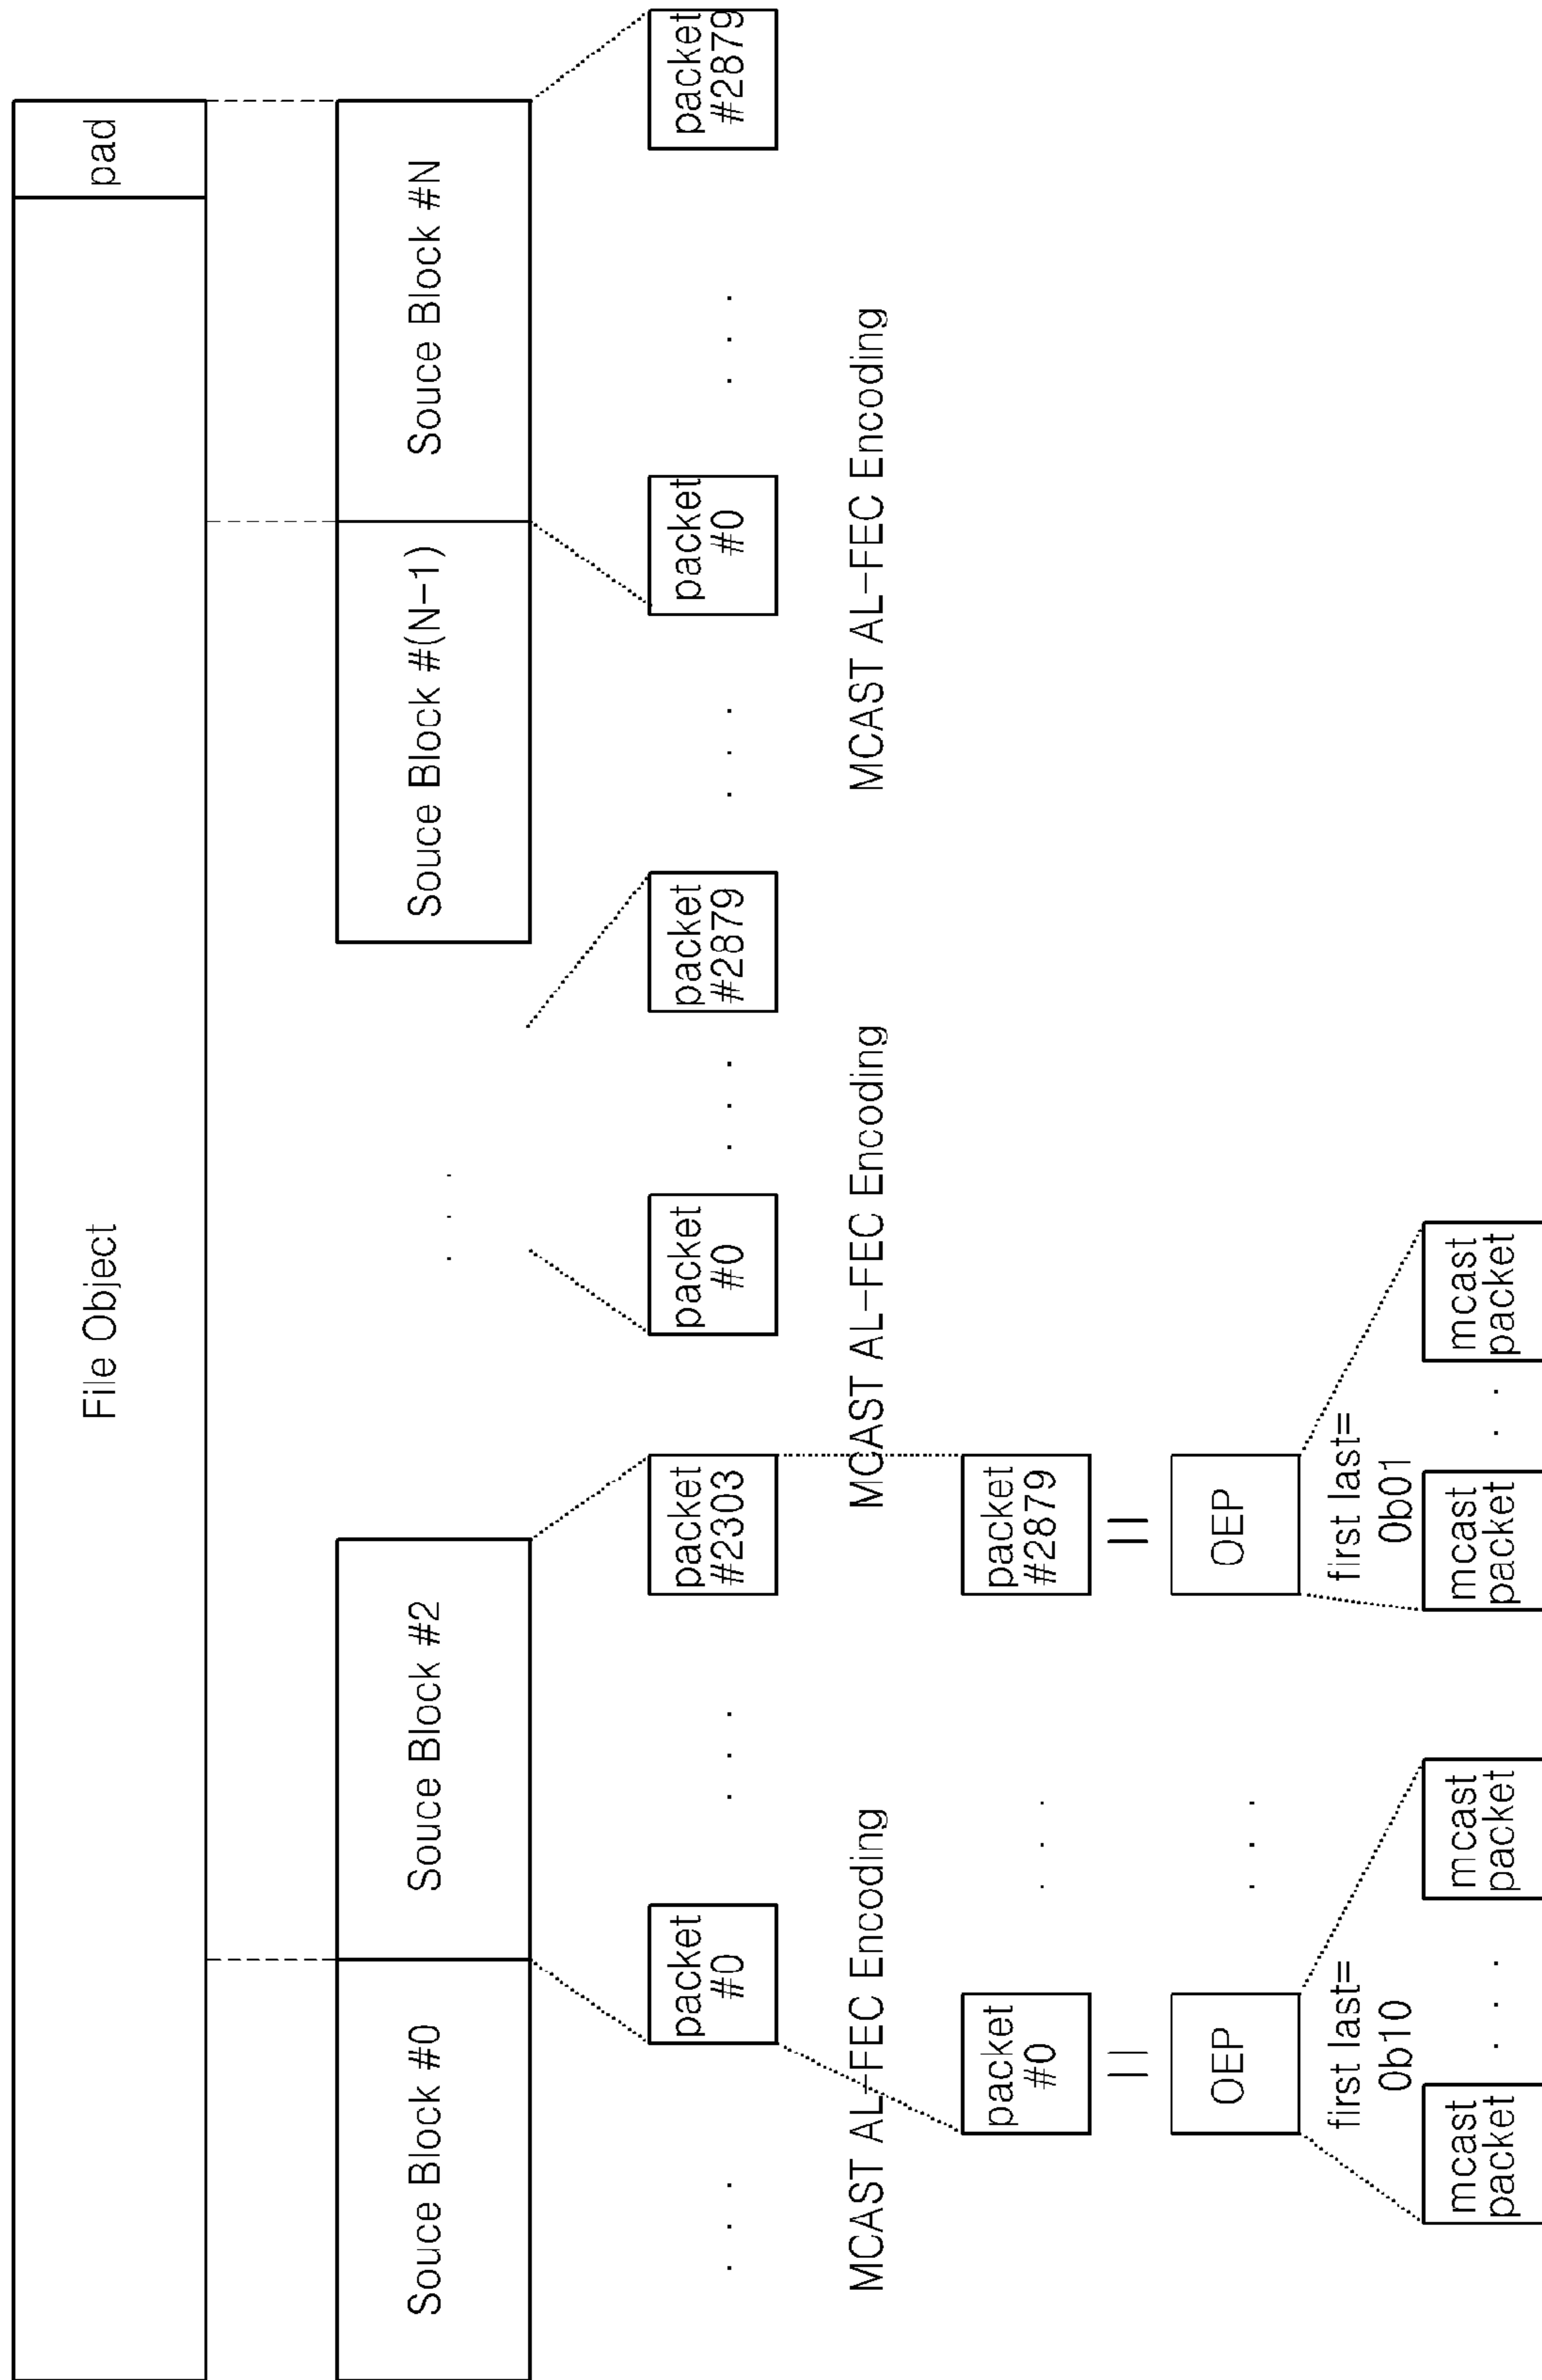 File Object
pad
Souce Block #0
Souce Block #2
. . .
Souce Block #(N-1)
Souce Block #N
. . .
packet
#0
. . .
packet
#2303
packet
#0
. . .
packet
#2879
. . .
packet
#0
. . .
packet
#2879
MCAST AL-FEC Encoding
MCAST AL-FEC Encoding
MCAST AL-FEC Encoding
packet
#0
. . .
packet
#2879
OEP
. . .
OEP
first last=
0b10
first last=
0b01
mcast
packet
. . .
mcast
packet
mcast
packet
. .
mcast
packet